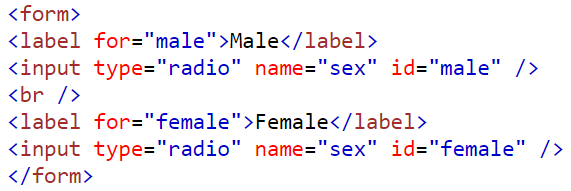 <form>
<label for="male">Male</label>
<input type="radio" name="sex" id="male" />
<br />
<label for="female">Female</label>
<input type="radio" name="sex" id="female" />
</form>